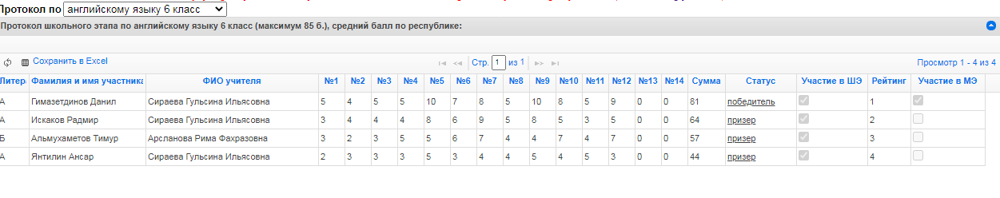 Протокол по английскому языку 6 класс
Протокол школьного этапа по английскому языку 6 класс (максимум 85 б.), средний балл по республике:
Сохранить в Excel Стр. 1 из 1 Просмотр 1 - 4 из 4
Литера Фамилия и имя участника ФИО учителя №1 №2 №3 №4 №5 №6 №7 №8 №9 №10 №11 №12 №13 №14 Сумма Статус Участие в ШЭ Рейтинг Участие в МЭ
А Гимазетдинов Данил Сираева Гульсина Ильясовна 5 4 5 5 10 7 8 5 10 8 5 9 0 0 81 победитель 1
А Искаков Радмир Сираева Гульсина Ильясовна 3 4 4 4 8 6 9 5 8 5 3 5 0 0 64 призер 2
Б Альмухаметов Тимур Арсланова Рима Фахразовна 3 2 3 5 5 6 7 4 4 7 4 7 0 0 57 призер 3
А Янтилин Ансар Сираева Гульсина Ильясовна 2 3 3 3 5 3 4 4 5 4 5 3 0 0 44 призер 4